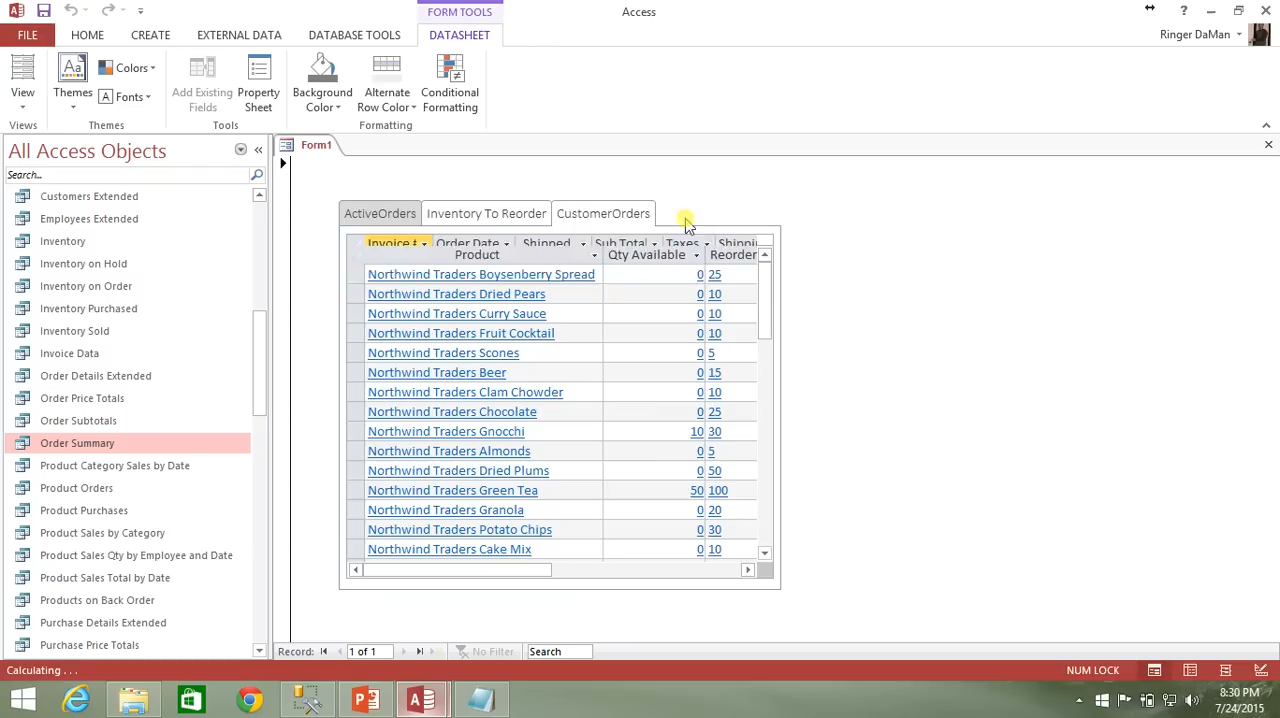 FORM TOOLS
Access
FILE HOME CREATE EXTERNAL DATA DATABASE TOOLS DATASHEET
Ringer DaMan
View
Themes
Colors
Fonts
Add Existing Fields
Property Sheet
Background Color
Alternate Row Color
Conditional Formatting
Views Themes Tools Formatting
All Access Objects
Search...
Customers Extended
Employees Extended
Inventory
Inventory on Hold
Inventory on Order
Inventory Purchased
Inventory Sold
Invoice Data
Order Details Extended
Order Price Totals
Order Subtotals
Order Summary
Product Category Sales by Date
Product Orders
Product Purchases
Product Sales by Category
Product Sales Qty by Employee and Date
Product Sales Total by Date
Products on Back Order
Purchase Details Extended
Purchase Price Totals
Form1
ActiveOrders Inventory To Reorder CustomerOrders
Invoice # Order Date Shipped Sub Total Taxes Shippi
Product Qty Available Reorder
Northwind Traders Boysenberry Spread 0 25
Northwind Traders Dried Pears 0 10
Northwind Traders Curry Sauce 0 10
Northwind Traders Fruit Cocktail 0 10
Northwind Traders Scones 0 5
Northwind Traders Beer 0 15
Northwind Traders Clam Chowder 0 10
Northwind Traders Chocolate 0 25
Northwind Traders Gnocchi 10 30
Northwind Traders Almonds 0 5
Northwind Traders Dried Plums 0 50
Northwind Traders Green Tea 50 100
Northwind Traders Granola 0 20
Northwind Traders Potato Chips 0 30
Northwind Traders Cake Mix 0 10
Record: 1 of 1 No Filter Search
Calculating . . . NUM LOCK
8:30 PM
7/24/2015